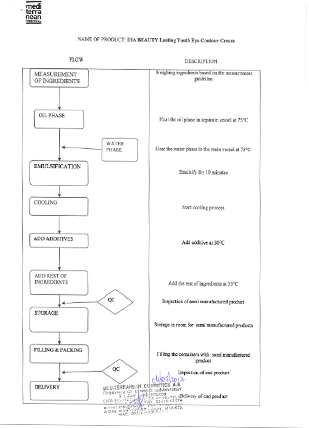 medi
terra
nean
NAME OF PRODUCT: DIA BEAUTY Lasting Youth Eye Contour Cream
FLOW
DESCRIPTION
MEASUREMENT
OF INGREDIENTS
Weighing ingredients based on the measurement
guideline
OIL PHASE
Heat the oil phase in separate vessel at 75°C
WATER
PHASE
Heat the water phase in the main vessel at 75°C
EMULSIFICATION
Emulsify for 10 minutes
COOLING
Start cooling process
ADD ADDITIVES
Add additive at 30°C
ADD REST OF
INGREDIENTS
Add the rest of ingredients at 35°C
QC
Inspection of semi manufactured product
STORAGE
Storage in room for semi manufactured products
FILLING & PACKING
Filling the containers with semi manufactured
product
QC
Inspection of end product
DELIVERY
Delivery of end product
MEDITERRANEAN COSMETICS A.E.